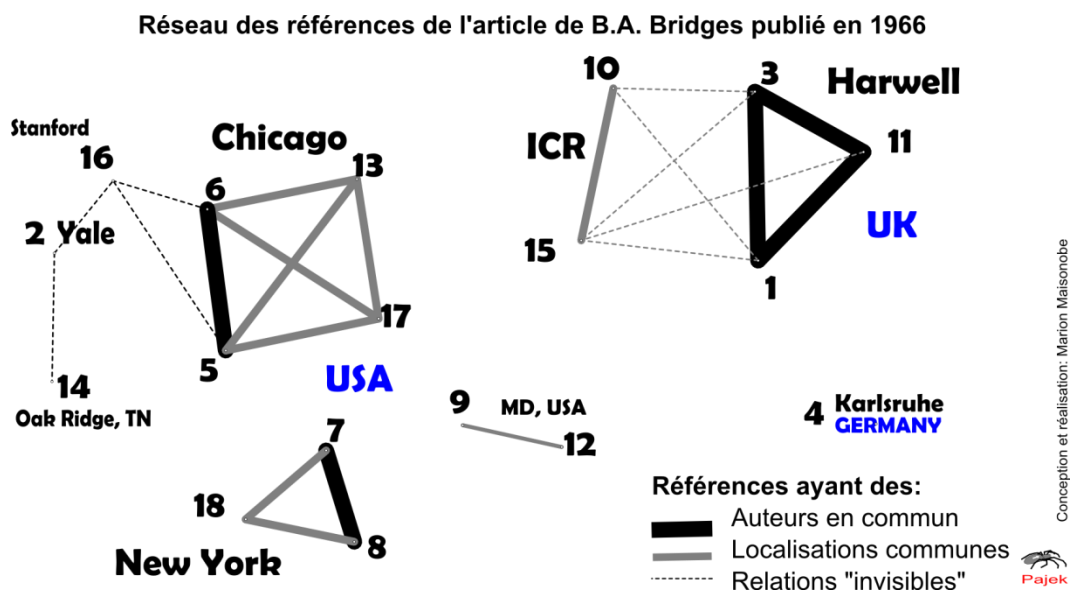 Réseau des références de l'article de B.A. Bridges publié en 1966
10
3
Harwell
Stanford
16
Chicago
13
ICR
11
6
2 Yale
UK
15
1
17
5
USA
14
Oak Ridge, TN
9
MD, USA
12
4 Karlsruhe
GERMANY
7
18
8
New York
Références ayant des:
Auteurs en commun
Localisations communes
Relations "invisibles"
Pajek
Conception et réalisation: Marion Maisonobe